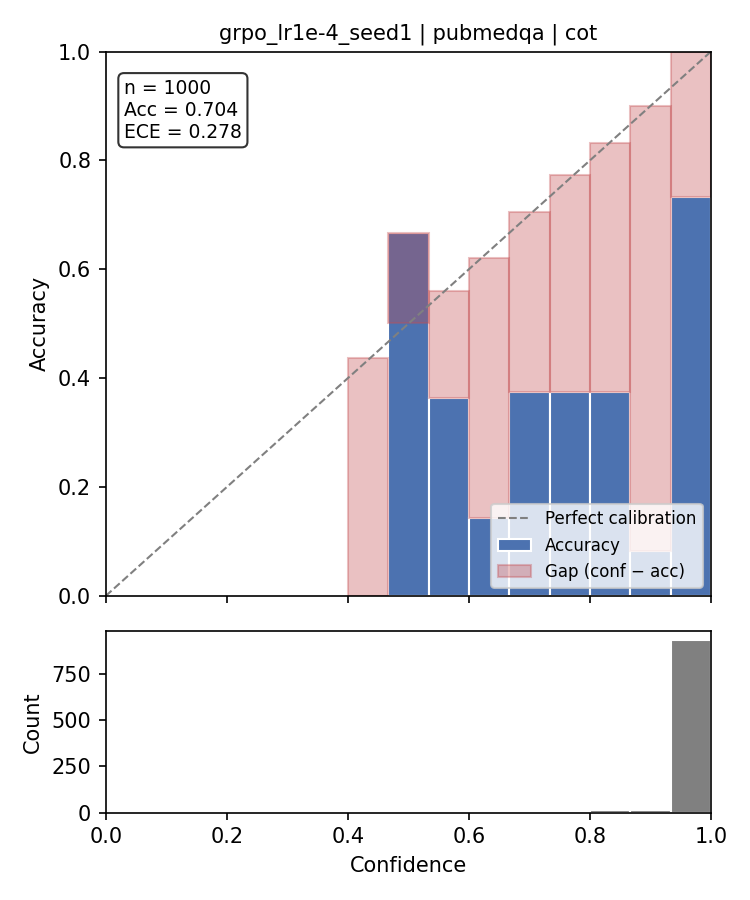 grpo_lr1e-4_seed1 | pubmedqa | cot
n = 1000
Acc = 0.704
ECE = 0.278
1.0
0.8
0.6
0.4
0.2
0.0
Accuracy
Perfect calibration
Accuracy
Gap (conf − acc)
750
500
250
0
Count
0.0 0.2 0.4 0.6 0.8 1.0
Confidence